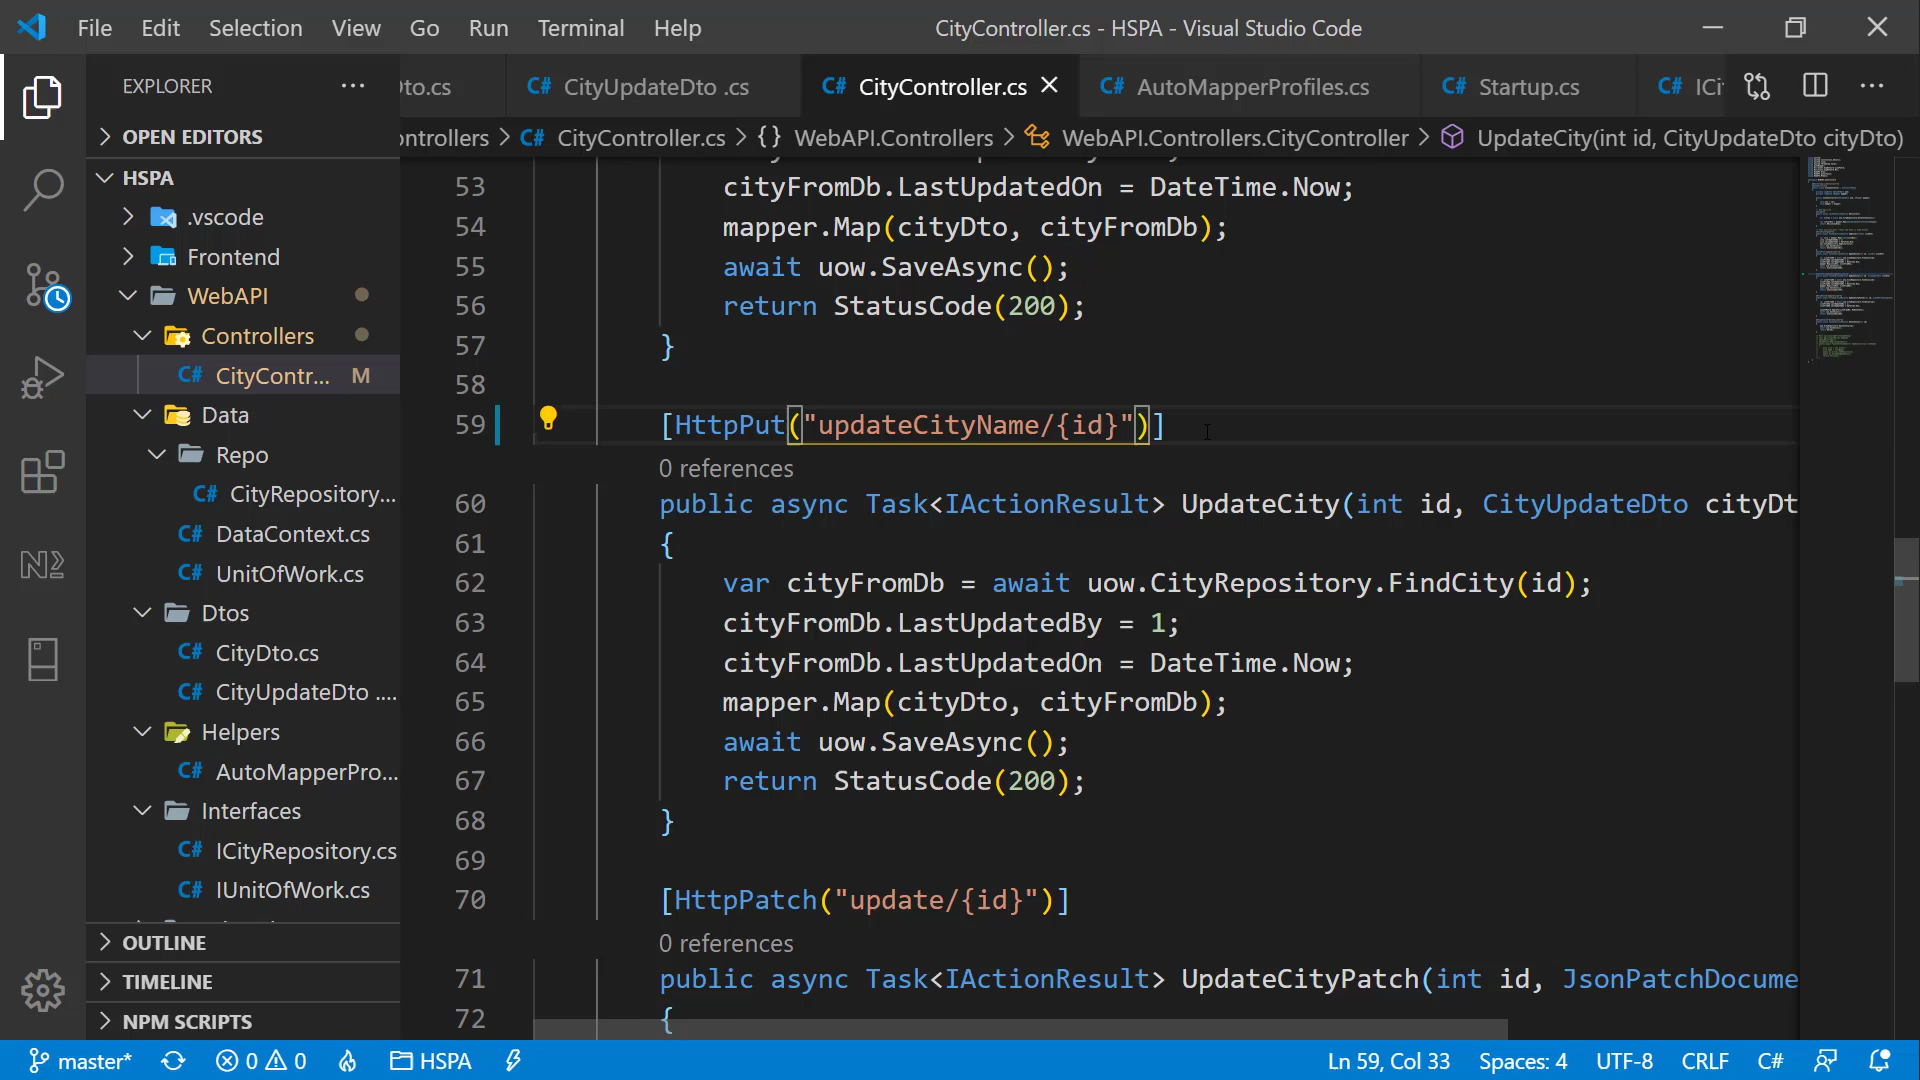 File Edit Selection View Go Run Terminal Help CityController.cs - HSPA - Visual Studio Code
EXPLORER
Dto.cs CityUpdateDto .cs CityController.cs AutoMapperProfiles.cs Startup.cs ICi
ontrollers > CityController.cs > {} WebAPI.Controllers > WebAPI.Controllers.CityController > UpdateCity(int id, CityUpdateDto cityDto)
OPEN EDITORS
HSPA
.vscode
Frontend
WebAPI
Controllers
CityContr... M
Data
Repo
CityRepository...
DataContext.cs
UnitOfWork.cs
Dtos
CityDto.cs
CityUpdateDto ....
Helpers
AutoMapperPro...
Interfaces
ICityRepository.cs
IUnitOfWork.cs
OUTLINE
TIMELINE
NPM SCRIPTS
53 cityFromDb.LastUpdatedOn = DateTime.Now;
54 mapper.Map(cityDto, cityFromDb);
55 await uow.SaveAsync();
56 return StatusCode(200);
57 }
58
59 [HttpPut("updateCityName/{id}")]
0 references
60 public async Task<IActionResult> UpdateCity(int id, CityUpdateDto cityDt
61 {
62 var cityFromDb = await uow.CityRepository.FindCity(id);
63 cityFromDb.LastUpdatedBy = 1;
64 cityFromDb.LastUpdatedOn = DateTime.Now;
65 mapper.Map(cityDto, cityFromDb);
66 await uow.SaveAsync();
67 return StatusCode(200);
68 }
69
70 [HttpPatch("update/{id}")]
0 references
71 public async Task<IActionResult> UpdateCityPatch(int id, JsonPatchDocume
72 {
master* 0 0 HSPA Ln 59, Col 33 Spaces: 4 UTF-8 CRLF C#